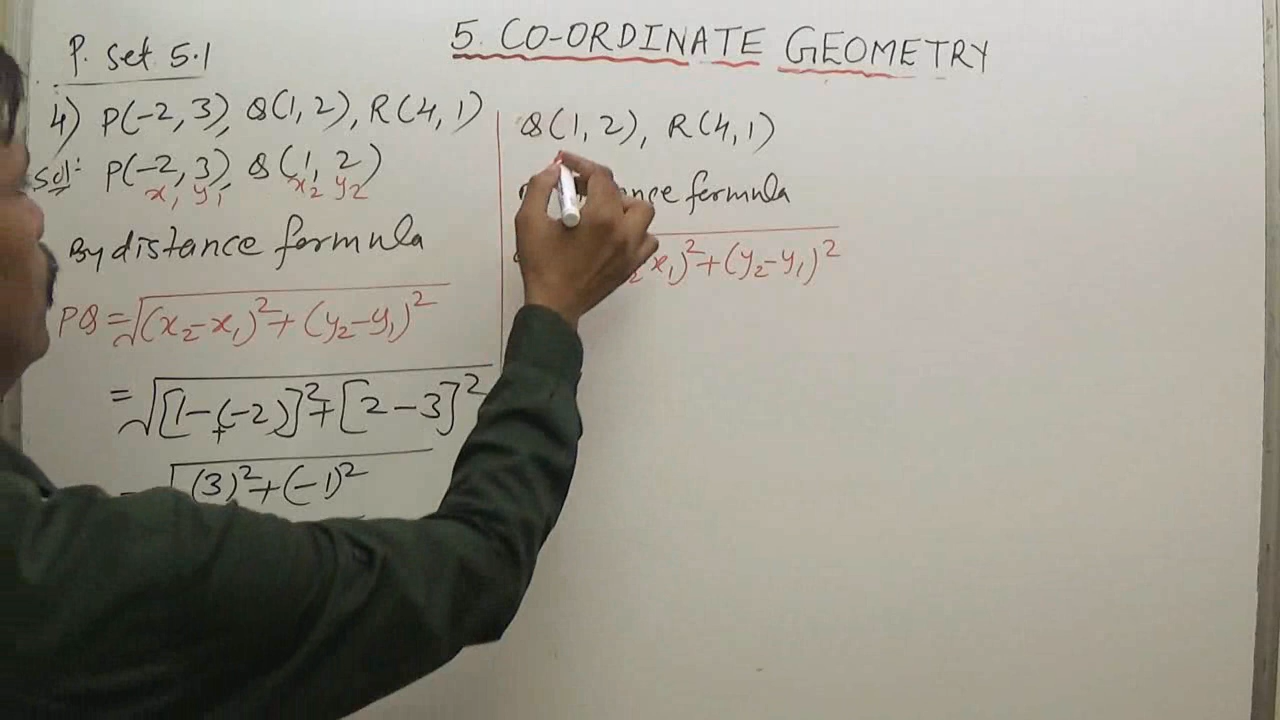 5. CO-ORDINATE GEOMETRY
P. Set 5.1
4) P(-2, 3), Q(1, 2), R(4, 1)
Sol: P(-2, 3), Q(1, 2)
x₁ y₁ x₂ y₂
By distance formula
PQ = √(x₂-x₁)²+(y₂-y₁)²
= √[1-(-2)]²+[2-3]²
+
= √(3)²+(-1)²
Q(1, 2), R(4, 1)
formula
x₁)²+(y₂-y₁)²